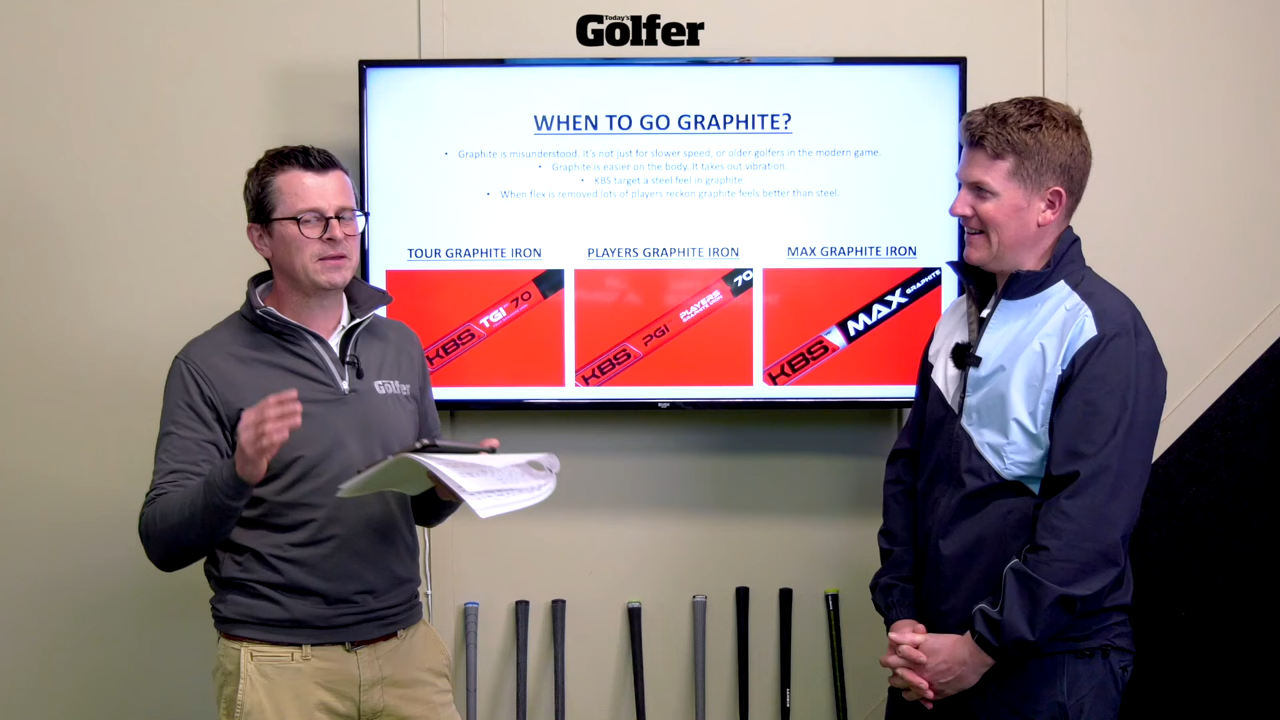 Today's
Golfer
WHEN TO GO GRAPHITE?
• Graphite is misunderstood. It's not just for slower speed, or older golfers in the modern game.
• Graphite is easier on the body. It takes out vibration.
• KBS target a steel feel in graphite
• When flex is removed lots of players reckon graphite feels better than steel.
TOUR GRAPHITE IRON
PLAYERS GRAPHITE IRON
MAX GRAPHITE IRON
KBS TGI 70
KBS PGI PLAYERS GRAPHITE IRON 70
KBS MAX GRAPHITE
Golfer